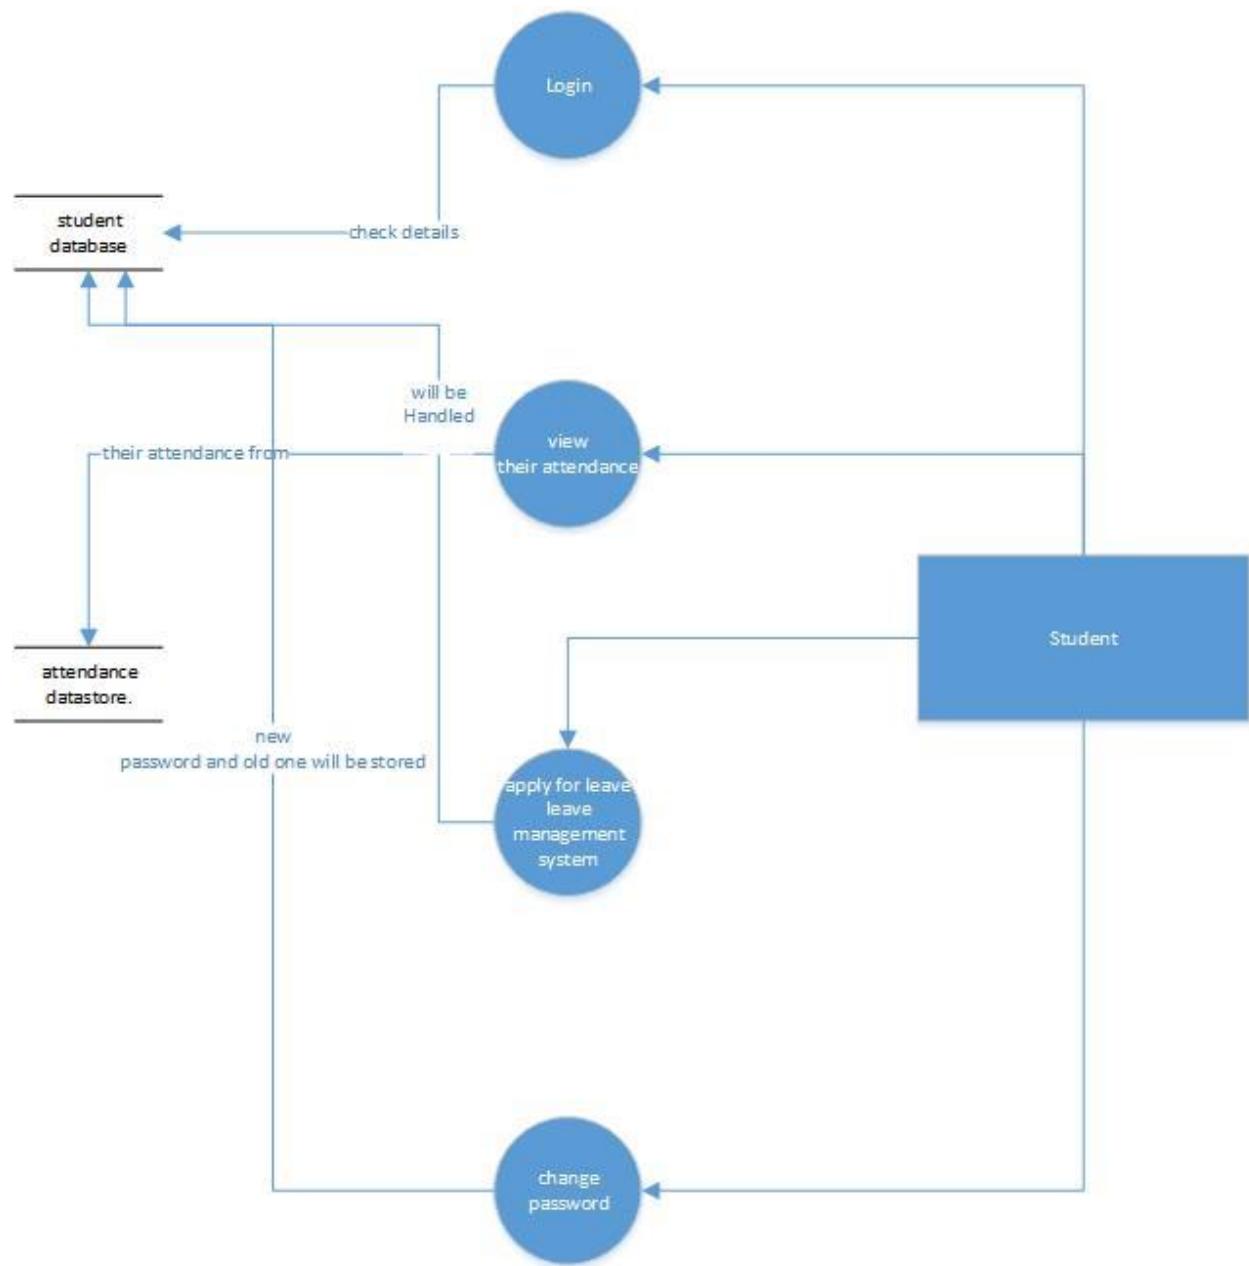 Login
student
database
check details
will be
Handled
view
their attendance
their attendance from
Student
attendance
datastore.
new
password and old one will be stored
apply for leave
leave
management
system
change
password